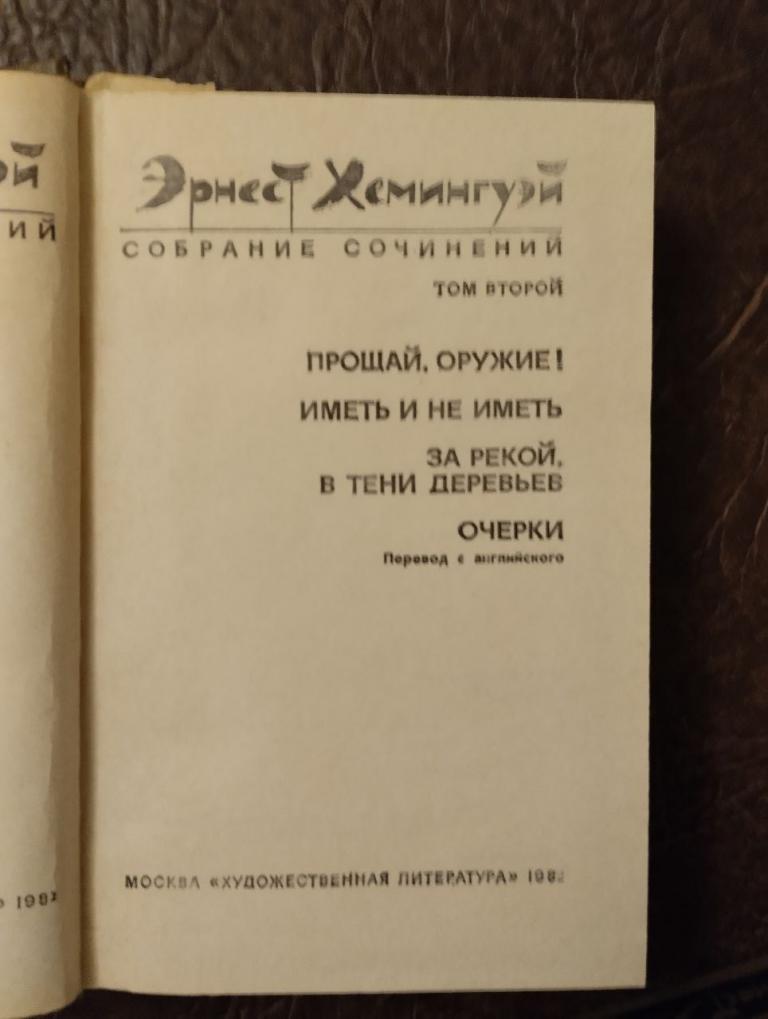 Эрнест Хемингуэй
СОБРАНИЕ СОЧИНЕНИЙ
ТОМ ВТОРОЙ
ПРОЩАЙ, ОРУЖИЕ!
ИМЕТЬ И НЕ ИМЕТЬ
ЗА РЕКОЙ,
В ТЕНИ ДЕРЕВЬЕВ
ОЧЕРКИ
Перевод с английского
МОСКВА «ХУДОЖЕСТВЕННАЯ ЛИТЕРАТУРА»